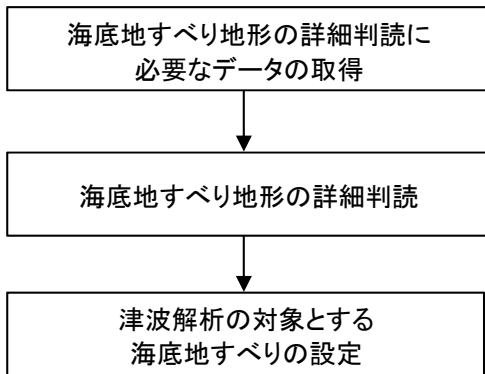 海底地すべり地形の詳細判読に
必要なデータの取得
海底地すべり地形の詳細判読
津波解析の対象とする
海底地すべりの設定